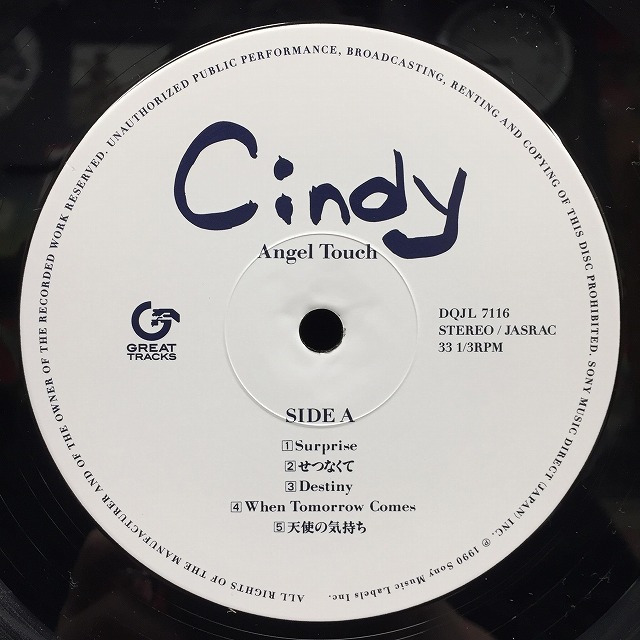 ALL RIGHTS OF THE MANUFACTURER AND OF THE OWNER OF THE RECORDED WORK RESERVED. UNAUTHORIZED PUBLIC PERFORMANCE, BROADCASTING, RENTING AND COPYING OF THIS DISC PROHIBITED. SONY MUSIC DIRECT (JAPAN) INC. ℗ 1990 Sony Music Labels Inc.
Cindy
Angel Touch
GREAT
TRACKS
DQJL 7116
STEREO / JASRAC
33 1/3RPM
SIDE A
1 Surprise
2 せつなくて
3 Destiny
4 When Tomorrow Comes
5 天使の気持ち